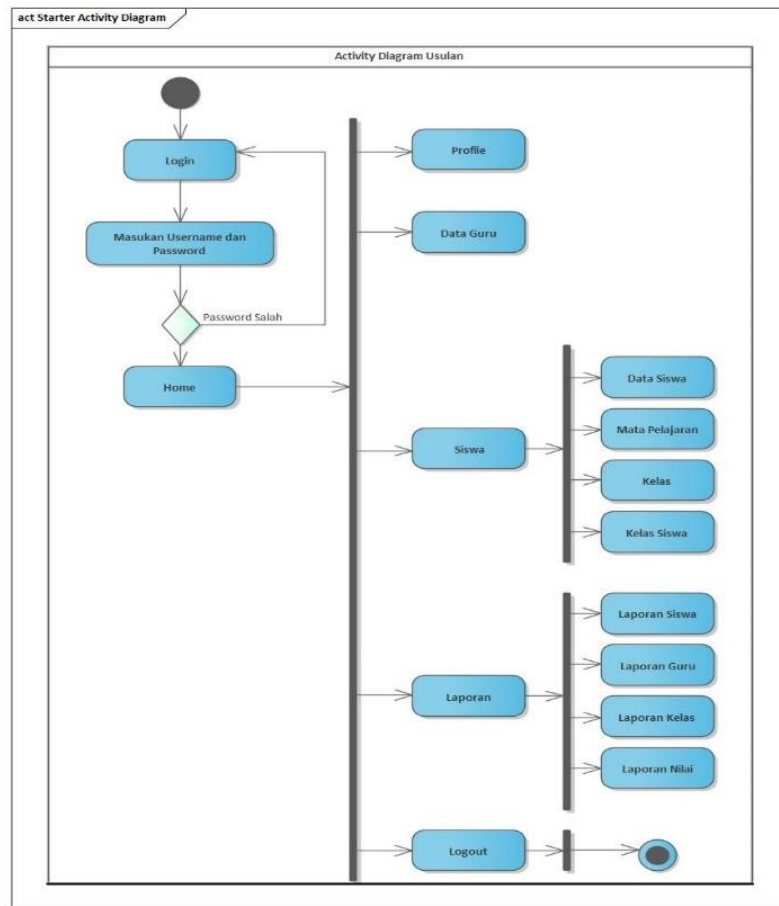 act Starter Activity Diagram
Activity Diagram Usulan
Login
Masukan Username dan
Password
Password Salah
Home
Profile
Data Guru
Siswa
Data Siswa
Mata Pelajaran
Kelas
Kelas Siswa
Laporan
Laporan Siswa
Laporan Guru
Laporan Kelas
Laporan Nilai
Logout